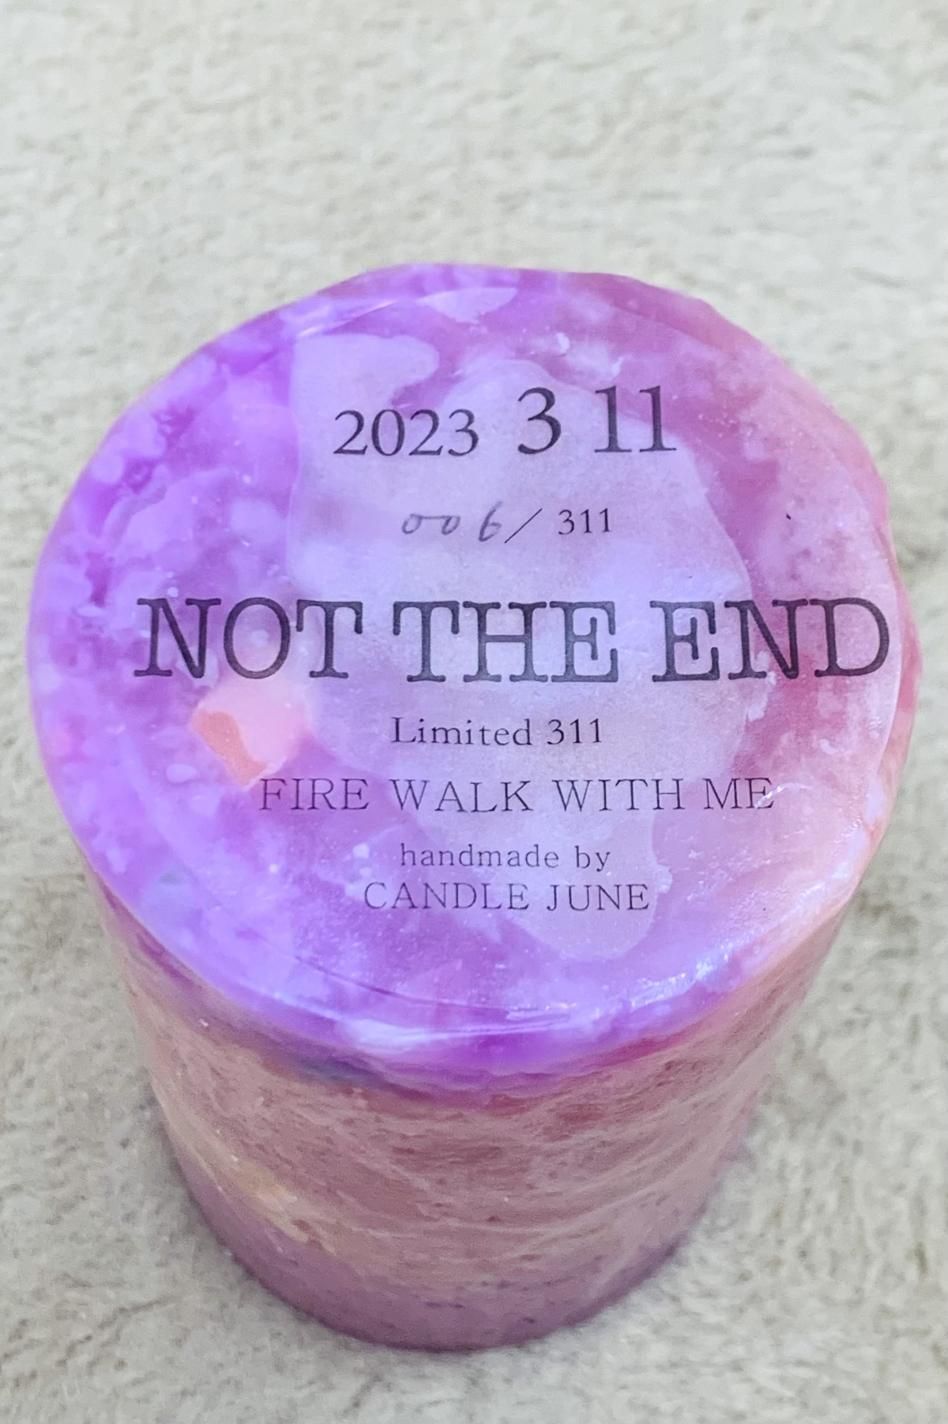 2023 3 11
006/ 311
NOT THE END
Limited 311
FIRE WALK WITH ME
handmade by
CANDLE JUNE